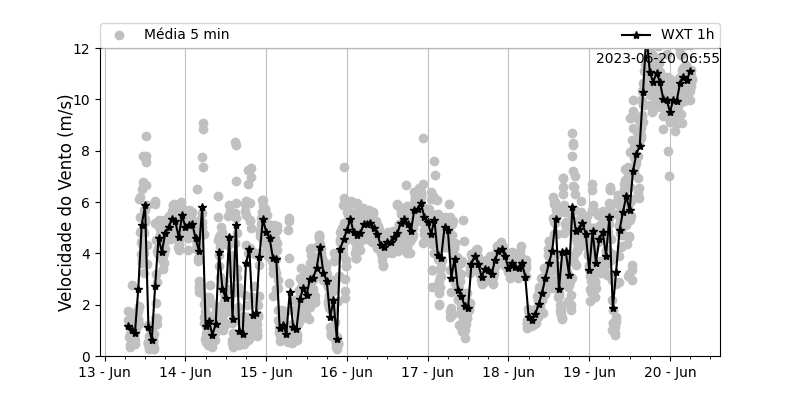 Média 5 min
WXT 1h
2023-06-20 06:55
Velocidade do Vento (m/s)
12
10
8
6
4
2
0
13 - Jun 14 - Jun 15 - Jun 16 - Jun 17 - Jun 18 - Jun 19 - Jun 20 - Jun